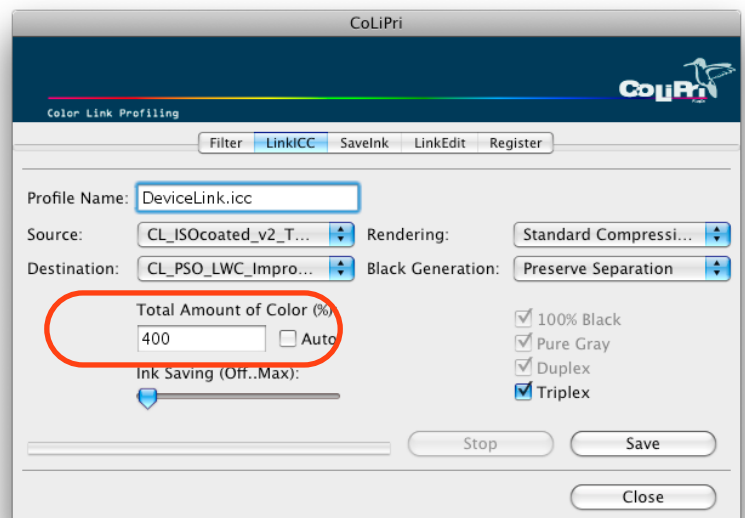 CoLiPri
CoLiPri
Color Link Profiling
Filter LinkICC SaveInk LinkEdit Register
Profile Name: DeviceLink.icc
Source: CL_ISOcoated_v2_T... Rendering: Standard Compressi...
Destination: CL_PSO_LWC_Impro... Black Generation: Preserve Separation
Total Amount of Color (%)
100% Black
400 Auto
Pure Gray
Duplex
Ink Saving (Off..Max):
Triplex
Stop Save
Close